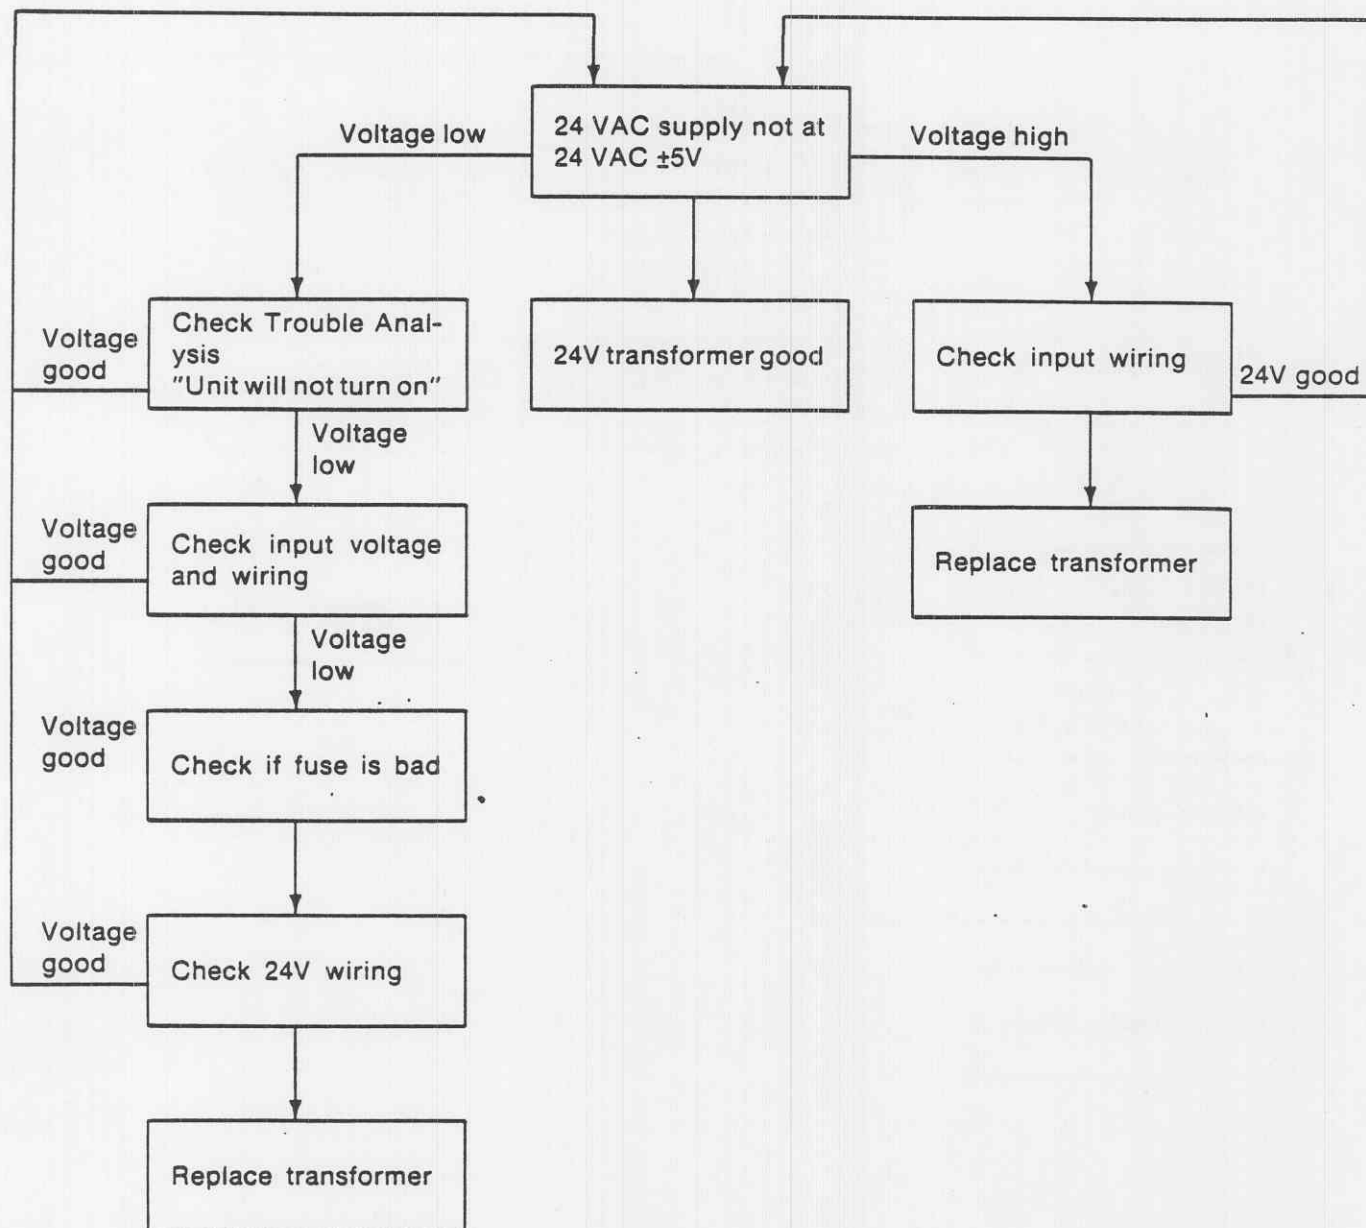 Voltage low
24 VAC supply not at
24 VAC ±5V
Voltage high
Voltage
good
Check Trouble Anal-
ysis
"Unit will not turn on"
24V transformer good
Check input wiring
24V good
Voltage
low
Voltage
good
Check input voltage
and wiring
Replace transformer
Voltage
low
Voltage
good
Check if fuse is bad
Voltage
good
Check 24V wiring
Replace transformer